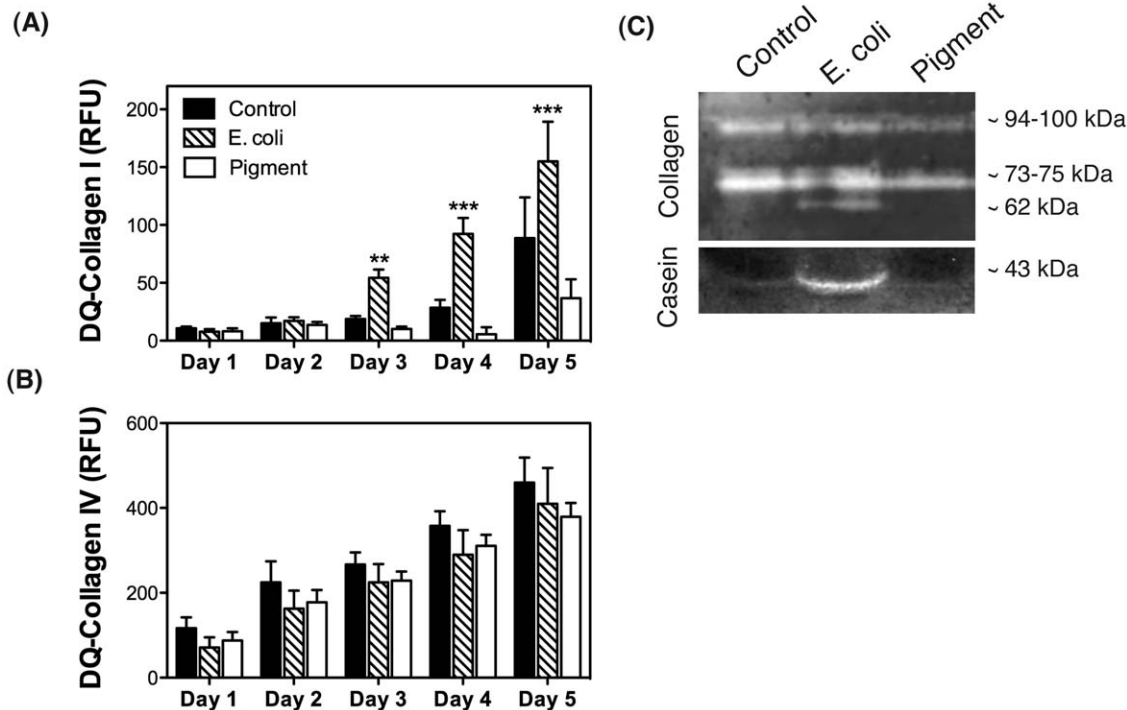 (A)
DQ-Collagen I (RFU)
200
150
100
50
0
Control
E. coli
Pigment
**
***
***
Day 1 Day 2 Day 3 Day 4 Day 5
(B)
DQ-Collagen IV (RFU)
600
400
200
0
Day 1 Day 2 Day 3 Day 4 Day 5
(C)
Control E. coli Pigment
Collagen
~ 94-100 kDa
~ 73-75 kDa
~ 62 kDa
Casein
~ 43 kDa